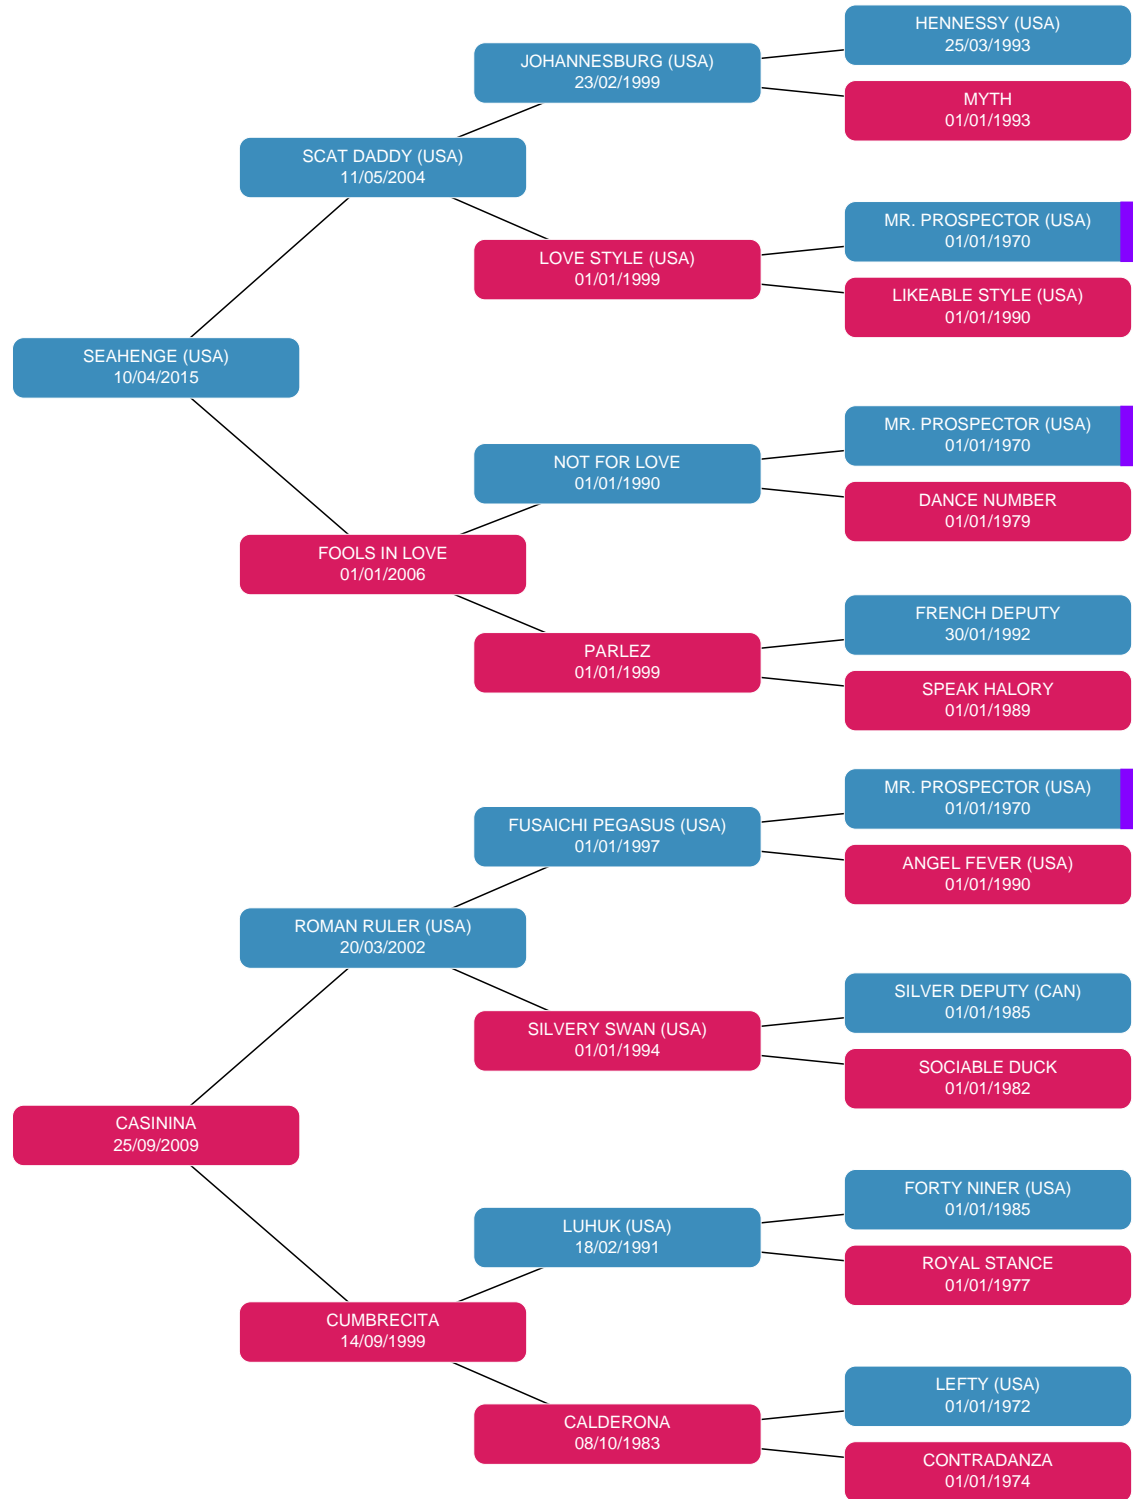 HENNESSY (USA)
25/03/1993
JOHANNESBURG (USA)
23/02/1999
MYTH
01/01/1993
SCAT DADDY (USA)
11/05/2004
MR. PROSPECTOR (USA)
01/01/1970
LOVE STYLE (USA)
01/01/1999
LIKEABLE STYLE (USA)
01/01/1990
SEAHENGE (USA)
10/04/2015
MR. PROSPECTOR (USA)
01/01/1970
NOT FOR LOVE
01/01/1990
DANCE NUMBER
01/01/1979
FOOLS IN LOVE
01/01/2006
FRENCH DEPUTY
30/01/1992
PARLEZ
01/01/1999
SPEAK HALORY
01/01/1989
MR. PROSPECTOR (USA)
01/01/1970
FUSAICHI PEGASUS (USA)
01/01/1997
ANGEL FEVER (USA)
01/01/1990
ROMAN RULER (USA)
20/03/2002
SILVER DEPUTY (CAN)
01/01/1985
SILVERY SWAN (USA)
01/01/1994
SOCIABLE DUCK
01/01/1982
CASININA
25/09/2009
FORTY NINER (USA)
01/01/1985
LUHUK (USA)
18/02/1991
ROYAL STANCE
01/01/1977
CUMBRECITA
14/09/1999
LEFTY (USA)
01/01/1972
CALDERONA
08/10/1983
CONTRADANZA
01/01/1974